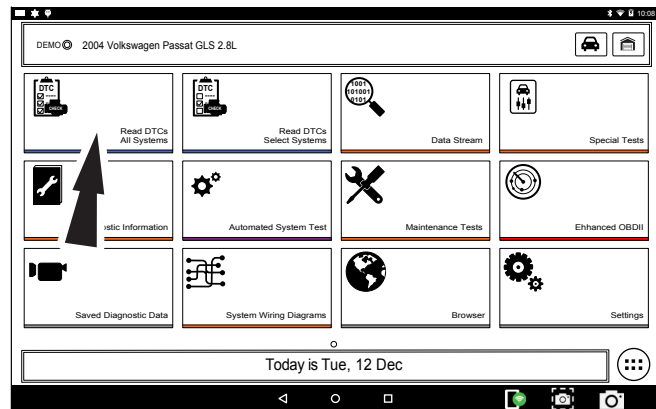 10:08
DEMO 2004 Volkswagen Passat GLS 2.8L
DTC
CHECK
Read DTCs
All Systems
DTC
CHECK
Read DTCs
Select Systems
1001
101001
0101
Data Stream
Special Tests
ostic Information
Automated System Test
Maintenance Tests
Ehhanced OBDII
Saved Diagnostic Data
System Wiring Diagrams
Browser
Settings
Today is Tue, 12 Dec